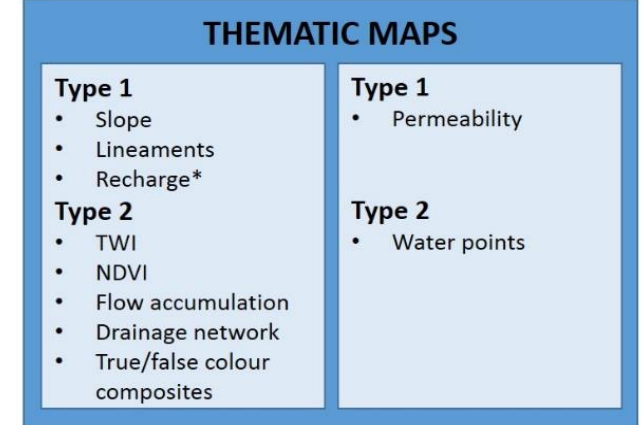 THEMATIC MAPS
Type 1
• Slope
• Lineaments
• Recharge*
Type 2
• TWI
• NDVI
• Flow accumulation
• Drainage network
• True/false colour
composites
Type 1
• Permeability
Type 2
• Water points